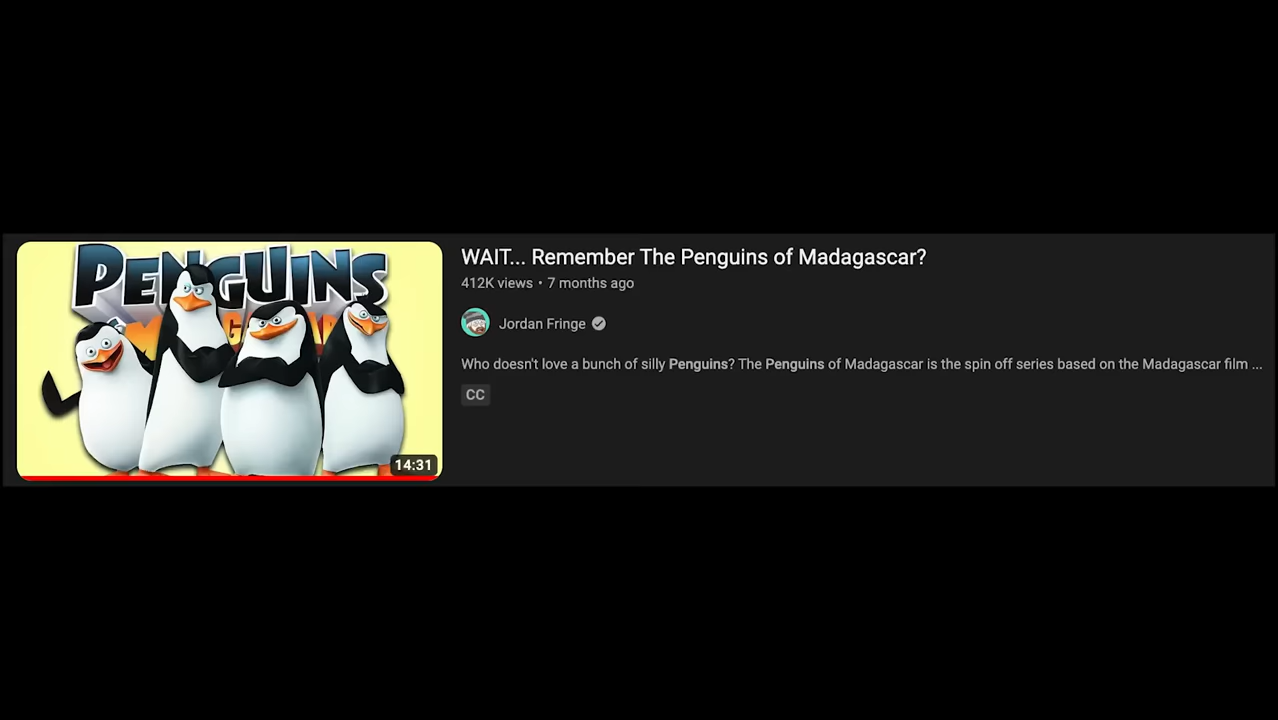 PENGUINS
14:31
WAIT... Remember The Penguins of Madagascar?
412K views • 7 months ago
Jordan Fringe
Who doesn't love a bunch of silly Penguins? The Penguins of Madagascar is the spin off series based on the Madagascar film ...
CC